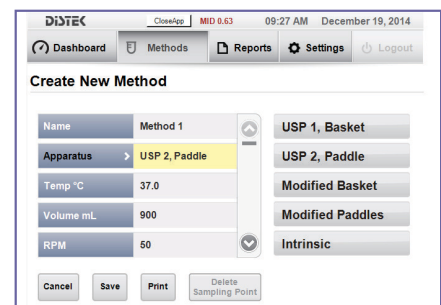 DISTEK CloseApp MID 0.63 09:27 AM December 19, 2014
Dashboard Methods Reports Settings Logout
Create New Method
Name Method 1 USP 1, Basket
Apparatus > USP 2, Paddle USP 2, Paddle
Temp °C 37.0 Modified Basket
Volume mL 900 Modified Paddles
RPM 50 Intrinsic
Cancel Save Print Delete
Sampling Point